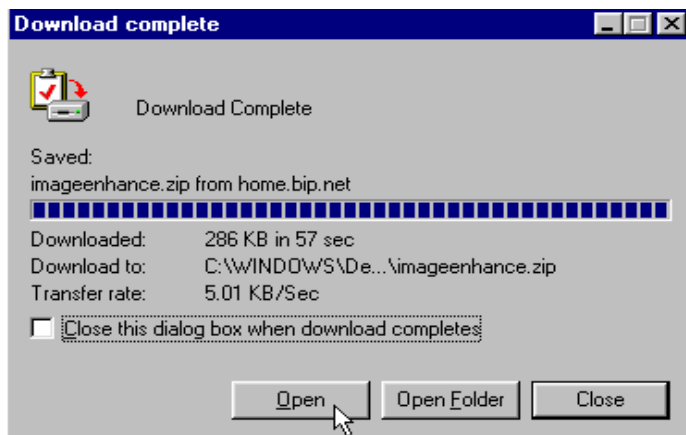 Download complete
Download Complete
Saved:
imageenhance.zip from home.bip.net
Downloaded: 286 KB in 57 sec
Download to: C:\WINDOWS\De...\imageenhance.zip
Transfer rate: 5.01 KB/Sec
Close this dialog box when download completes
Open Open Folder Close